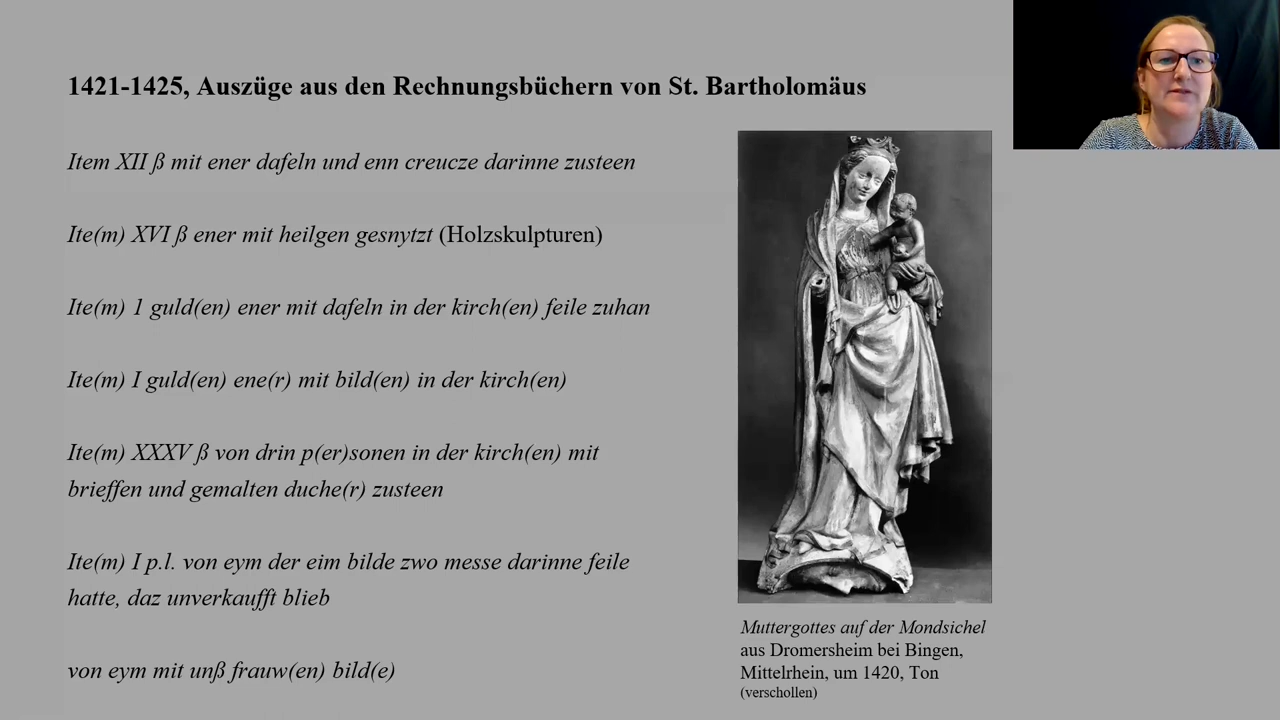 1421-1425, Auszüge aus den Rechnungsbüchern von St. Bartholomäus
Item XII ß mit ener dafeln und enn creucze darinne zusteen
Ite(m) XVI ß ener mit heilgen gesnytzt (Holzskulpturen)
Ite(m) 1 guld(en) ener mit dafeln in der kirch(en) feile zuhan
Ite(m) I guld(en) ene(r) mit bild(en) in der kirch(en)
Ite(m) XXXV ß von drin p(er)sonen in der kirch(en) mit
brieffen und gemalten duche(r) zusteen
Ite(m) I p.l. von eym der eim bilde zwo messe darinne feile
hatte, daz unverkaufft blieb
von eym mit unß frauw(en) bild(e)
Muttergottes auf der Mondsichel
aus Dromersheim bei Bingen,
Mittelrhein, um 1420, Ton
(verschollen)